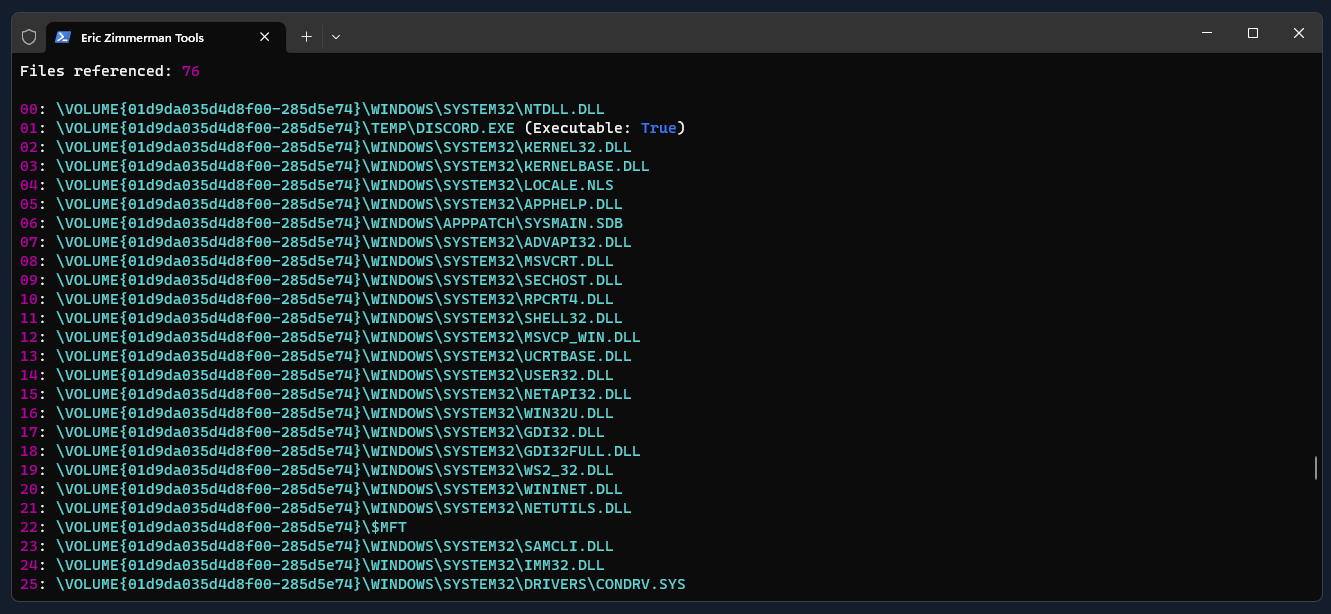 Eric Zimmerman Tools
Files referenced: 76
00: \VOLUME{01d9da035d4d8f00-285d5e74}\WINDOWS\SYSTEM32\NTDLL.DLL
01: \VOLUME{01d9da035d4d8f00-285d5e74}\TEMP\DISCORD.EXE (Executable: True)
02: \VOLUME{01d9da035d4d8f00-285d5e74}\WINDOWS\SYSTEM32\KERNEL32.DLL
03: \VOLUME{01d9da035d4d8f00-285d5e74}\WINDOWS\SYSTEM32\KERNELBASE.DLL
04: \VOLUME{01d9da035d4d8f00-285d5e74}\WINDOWS\SYSTEM32\LOCALE.NLS
05: \VOLUME{01d9da035d4d8f00-285d5e74}\WINDOWS\SYSTEM32\APPHELP.DLL
06: \VOLUME{01d9da035d4d8f00-285d5e74}\WINDOWS\APPPATCH\SYSMAIN.SDB
07: \VOLUME{01d9da035d4d8f00-285d5e74}\WINDOWS\SYSTEM32\ADVAPI32.DLL
08: \VOLUME{01d9da035d4d8f00-285d5e74}\WINDOWS\SYSTEM32\MSVCRT.DLL
09: \VOLUME{01d9da035d4d8f00-285d5e74}\WINDOWS\SYSTEM32\SECHOST.DLL
10: \VOLUME{01d9da035d4d8f00-285d5e74}\WINDOWS\SYSTEM32\RPCRT4.DLL
11: \VOLUME{01d9da035d4d8f00-285d5e74}\WINDOWS\SYSTEM32\SHELL32.DLL
12: \VOLUME{01d9da035d4d8f00-285d5e74}\WINDOWS\SYSTEM32\MSVCP_WIN.DLL
13: \VOLUME{01d9da035d4d8f00-285d5e74}\WINDOWS\SYSTEM32\UCRTBASE.DLL
14: \VOLUME{01d9da035d4d8f00-285d5e74}\WINDOWS\SYSTEM32\USER32.DLL
15: \VOLUME{01d9da035d4d8f00-285d5e74}\WINDOWS\SYSTEM32\NETAPI32.DLL
16: \VOLUME{01d9da035d4d8f00-285d5e74}\WINDOWS\SYSTEM32\WIN32U.DLL
17: \VOLUME{01d9da035d4d8f00-285d5e74}\WINDOWS\SYSTEM32\GDI32.DLL
18: \VOLUME{01d9da035d4d8f00-285d5e74}\WINDOWS\SYSTEM32\GDI32FULL.DLL
19: \VOLUME{01d9da035d4d8f00-285d5e74}\WINDOWS\SYSTEM32\WS2_32.DLL
20: \VOLUME{01d9da035d4d8f00-285d5e74}\WINDOWS\SYSTEM32\WININET.DLL
21: \VOLUME{01d9da035d4d8f00-285d5e74}\WINDOWS\SYSTEM32\NETUTILS.DLL
22: \VOLUME{01d9da035d4d8f00-285d5e74}\$MFT
23: \VOLUME{01d9da035d4d8f00-285d5e74}\WINDOWS\SYSTEM32\SAMCLI.DLL
24: \VOLUME{01d9da035d4d8f00-285d5e74}\WINDOWS\SYSTEM32\IMM32.DLL
25: \VOLUME{01d9da035d4d8f00-285d5e74}\WINDOWS\SYSTEM32\DRIVERS\CONDRV.SYS